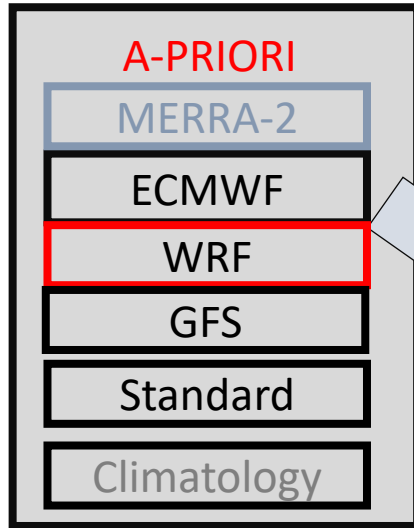 A-PRIORI
MERRA-2
ECMWF
WRF
GFS
Standard
Climatology